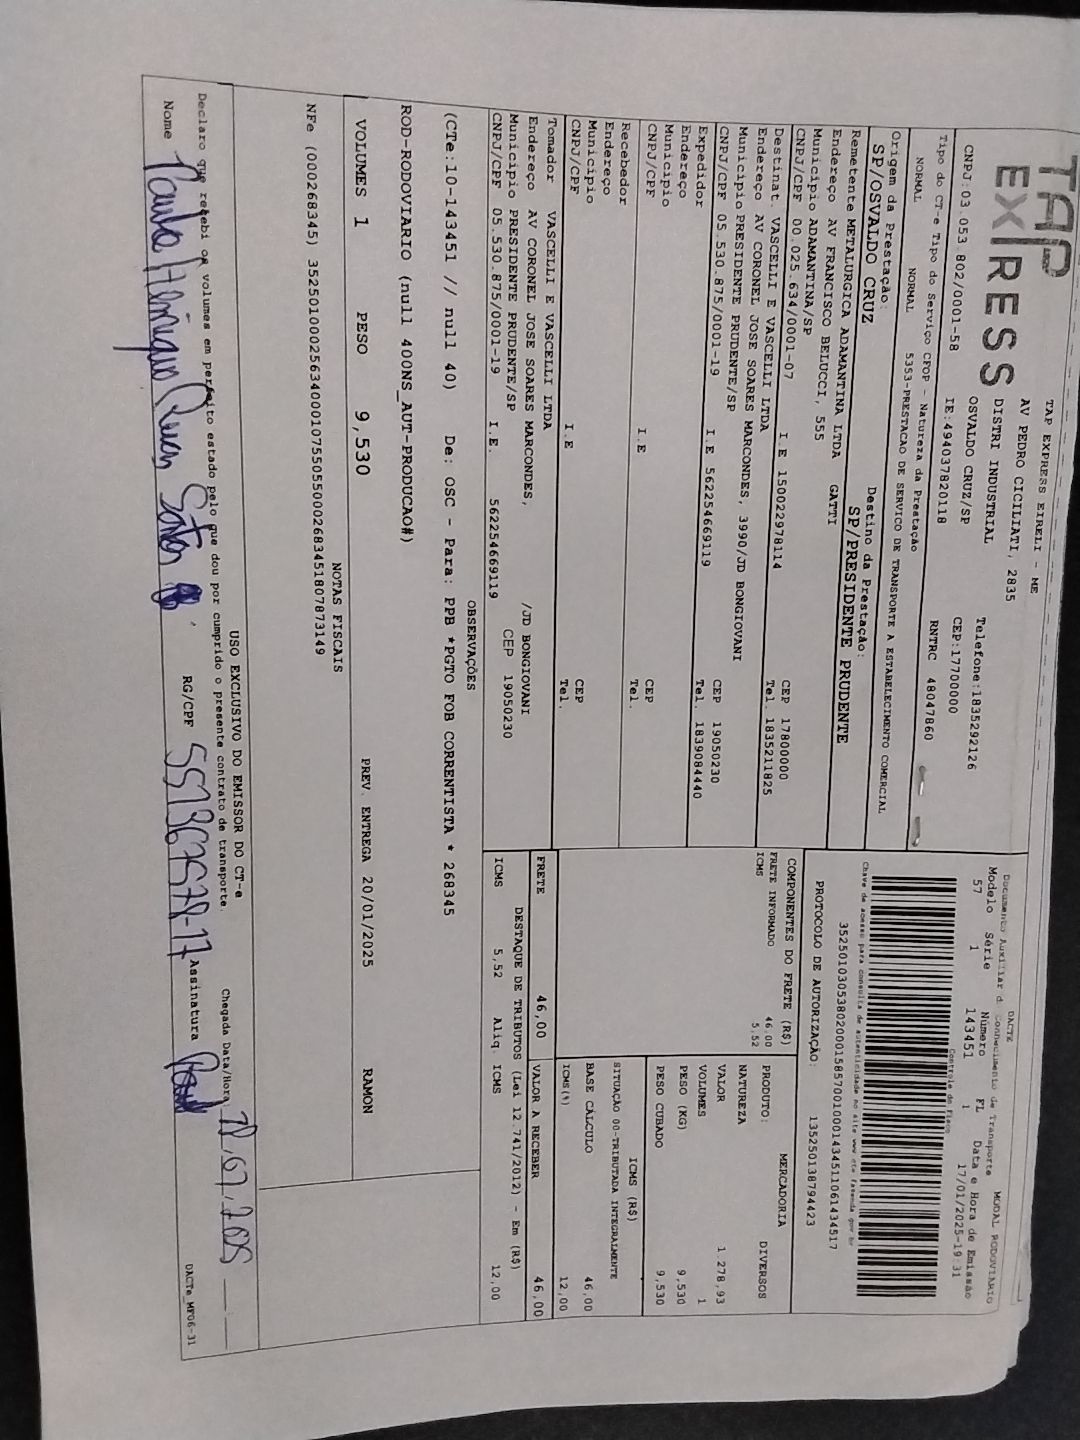 TAP
EXPRESS
TAP EXPRESS EIRELI - ME
AV PEDRO CICILIATI, 2835
DISTRI INDUSTRIAL
OSVALDO CRUZ/SP
Telefone:1835292126
CEP:17700000
CNPJ:03.053.802/0001-58 IE:494037820118 RNTRC 48047860
Tipo do CT-e Tipo do Serviço CFOP - Natureza da Prestação
NORMAL NORMAL 5353-PRESTACAO DE SERVICO DE TRANSPORTE A ESTABELECIMENTO COMERCIAL
Origem da Prestação: Destino da Prestação:
SP/OSVALDO CRUZ SP/PRESIDENTE PRUDENTE
DACTE
Documento Auxiliar d Conhecimento de Transporte MODAL RODOVIARIO
Modelo Série Número FL Data e Hora de Emissão
57 1 143451 1 17/01/2025-19:31
Controle do Fisco
Chave de acesso para consulta de autenticidade no site www cte fazenda gov br
35250103053802000158570010001434511061434517
PROTOCOLO DE AUTORIZAÇÃO: 135250138794423
Remetente METALURGICA ADAMANTINA LTDA GATTI
Endereço AV FRANCISCO BELUCCI, 555
Municipio ADAMANTINA/SP CEP 17800000
CNPJ/CPF 00.025.634/0001-07 I.E 150022978114 Tel. 1835211825
Destinat. VASCELLI E VASCELLI LTDA
Endereço AV CORONEL JOSE SOARES MARCONDES, 3990/JD BONGIOVANI
Municipio PRESIDENTE PRUDENTE/SP CEP 19050230
CNPJ/CPF 05.530.875/0001-19 I.E 562254669119 Tel. 1839084440
Expedidor
Endereço
Municipio CEP
CNPJ/CPF I.E Tel.
Recebedor
Endereço
Municipio CEP
CNPJ/CPF I.E Tel.
Tomador VASCELLI E VASCELLI LTDA
Endereço AV CORONEL JOSE SOARES MARCONDES, /JD BONGIOVANI
Municipio PRESIDENTE PRUDENTE/SP CEP 19050230
CNPJ/CPF 05.530.875/0001-19 I.E. 562254669119
COMPONENTES DO FRETE (R$)
FRETE INFORMADO 46,00
ICMS 5,52
PRODUTO: MERCADORIA DIVERSOS
NATUREZA
VALOR 1.278,93
VOLUMES 1
PESO (KG) 9,530
PESO CUBADO 9,530
ICMS (R$)
SITUAÇÃO 00-TRIBUTADA INTEGRALMENTE
BASE CÁLCULO 46,00
ICMS (%) 12,00
FRETE 46,00 VALOR A RECEBER 46,00
DESTAQUE DE TRIBUTOS (Lei 12.741/2012) - Em (R$)
ICMS 5,52 Aliq. ICMS 12,00
OBSERVAÇÕES
(CTe:10-143451 // null 40) De: OSC - Para: PPB *PGTO FOB CORRENTISTA * 268345
ROD-RODOVIARIO (null 400NS_AUT-PRODUCAO#)
VOLUMES 1 PESO 9,530 PREV. ENTREGA 20/01/2025 RAMON
NOTAS FISCAIS
NFe (000268345) 35250100025634000107550550002683451807873149
USO EXCLUSIVO DO EMISSOR DO CT-e
Declaro que recebi os volumes em perfeito estado pelo que dou por cumprido o presente contrato de transporte.
Chegada Data/Hora
Nome RG/CPF Assinatura
DACTe_MF06-31